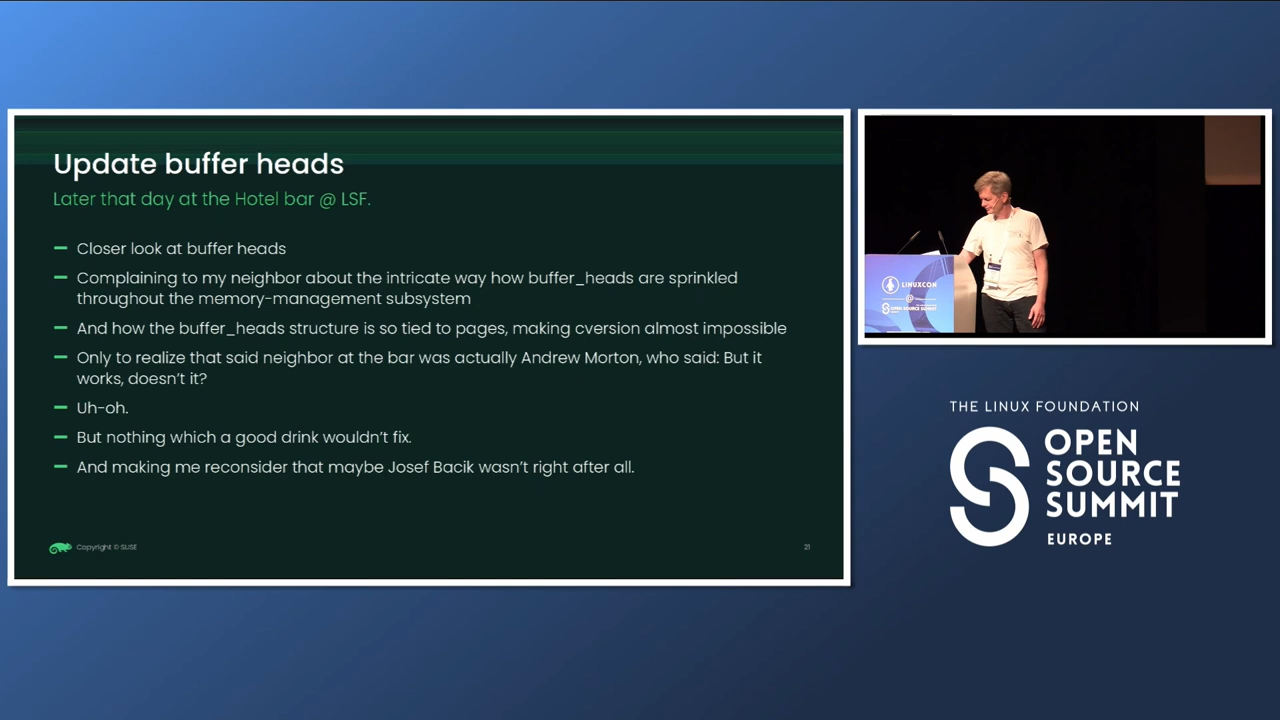 Update buffer heads
Later that day at the Hotel bar @ LSF.
Closer look at buffer heads
Complaining to my neighbar about the intricate way how buffer_heads are sprinkled
throughout the memory-management subsystem
And how the buffer_heads structure is so tied to pages, making cversion almost impossible
Only to realize that said neighbor at the bar was actually Andrew Morton, who said: But it
works, doesn't it?
Uh-oh.
But nothing which a good drink wouldn't fix.
And making me reconsider that maybe Josef Bacik wasn't right after all.
Copyright © SUSE
21
LINUXCON
@
OPEN SOURCE SUMMIT
THE LINUX FOUNDATION
OPEN
SOURCE
SUMMIT
EUROPE